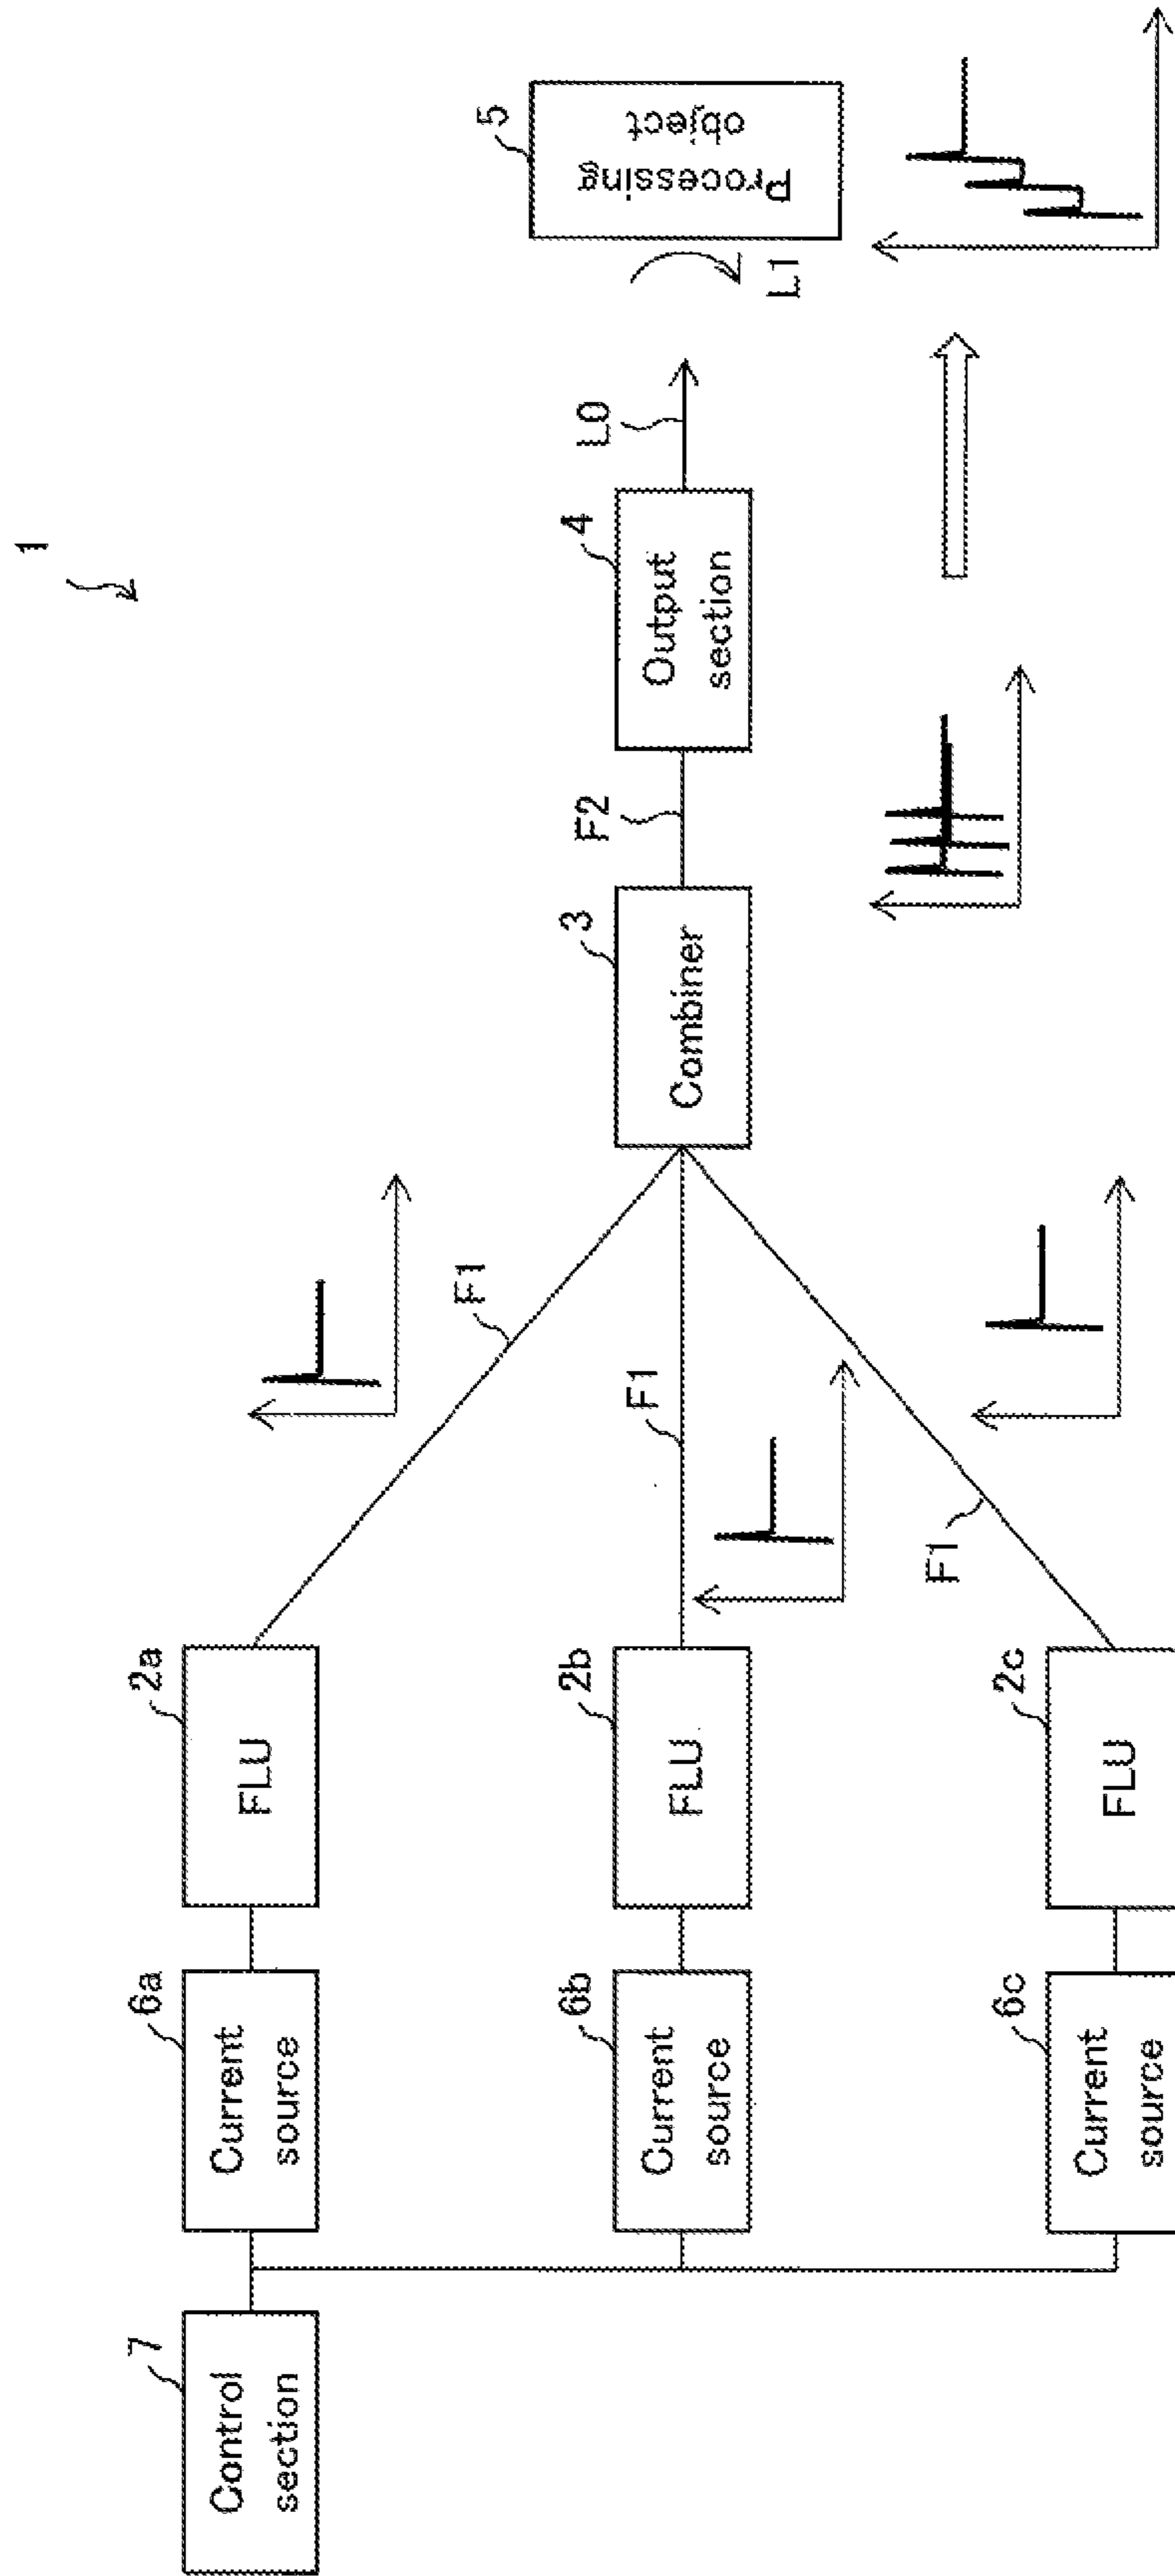 1
7
Control
section
6a
Current
source
2a
FLU
F1
6b
Current
source
2b
FLU
F1
6c
Current
source
2c
FLU
F1
3
Combiner
F2
4
Output
section
L0
L1
5
Processing
object